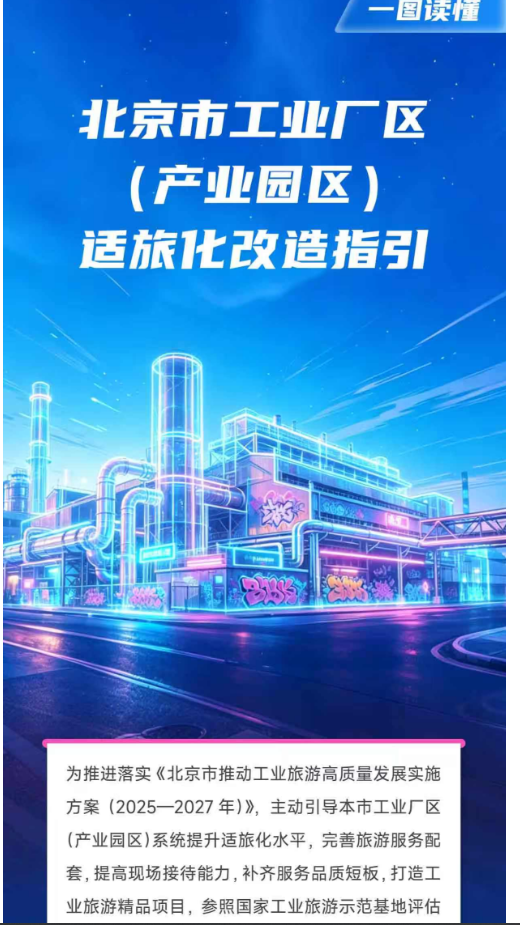 一图读懂
北京市工业厂区
（产业园区）
适旅化改造指引
为推进落实《北京市推动工业旅游高质量发展实施
方案（2025—2027 年）》，主动引导本市工业厂区
（产业园区）系统提升适旅化水平，完善旅游服务配
套，提高现场接待能力，补齐服务品质短板，打造工
业旅游精品项目，参照国家工业旅游示范基地评估